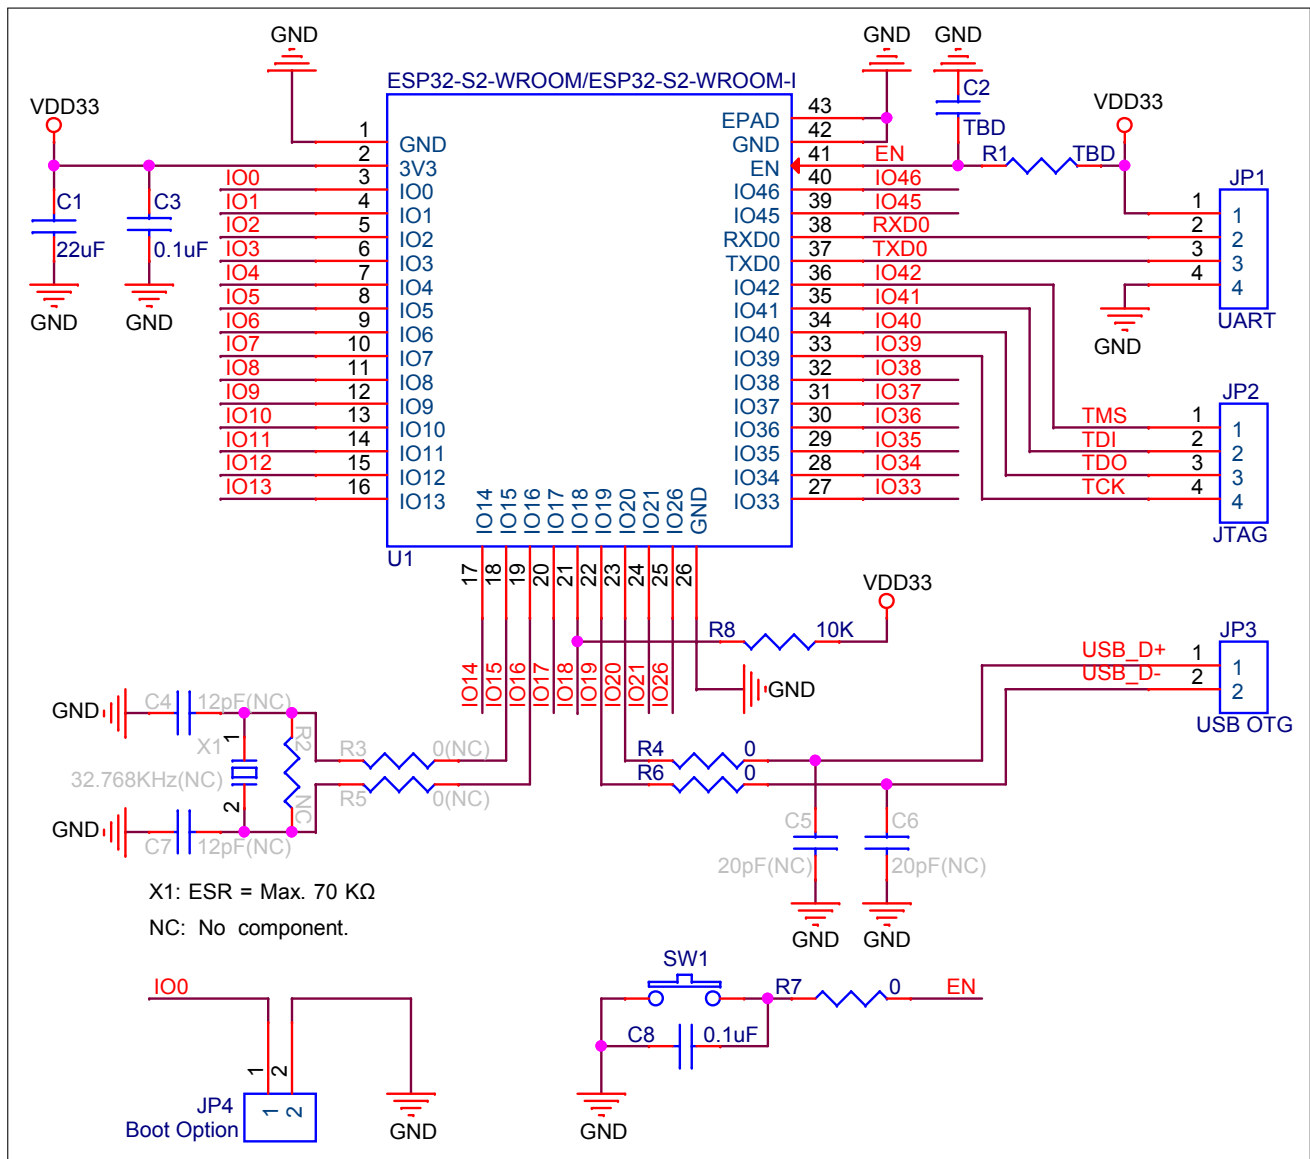 GND
GND GND
ESP32-S2-WROOM/ESP32-S2-WROOM-I
VDD33
C2
TBD
VDD33
R1 TBD
C1
22uF
GND
C3
0.1uF
GND
1 GND
2 3V3
IO0 3 IO0
IO1 4 IO1
IO2 5 IO2
IO3 6 IO3
IO4 7 IO4
IO5 8 IO5
IO6 9 IO6
IO7 10 IO7
IO8 11 IO8
IO9 12 IO9
IO10 13 IO10
IO11 14 IO11
IO12 15 IO12
IO13 16 IO13
EPAD 43
GND 42
EN 41 EN
IO46 40 IO46
IO45 39 IO45
RXD0 38 RXD0
TXD0 37 TXD0
IO42 36 IO42
IO41 35 IO41
IO40 34 IO40
IO39 33 IO39
IO38 32 IO38
IO37 31 IO37
IO36 30 IO36
IO35 29 IO35
IO34 28 IO34
IO33 27 IO33
JP1
1 1
2 2
3 3
4 4
UART
GND
JP2
TMS 1 1
TDI 2 2
TDO 3 3
TCK 4 4
JTAG
IO14 IO15 IO16 IO17 IO18 IO19 IO20 IO21 IO26 GND
U1
17 18 19 20 21 22 23 24 25 26
IO14 IO15 IO16 IO17 IO18 IO19 IO20 IO21 IO26
VDD33
R8 10K
GND
JP3
USB_D+ 1 1
USB_D- 2 2
USB OTG
GND C4 12pF(NC)
X1 1 R2
32.768KHz(NC)
2 NC
GND C7 12pF(NC)
R3 0(NC)
R5 0(NC)
R4 0
R6 0
C5 C6
20pF(NC) 20pF(NC)
GND GND
X1: ESR = Max. 70 KΩ
NC: No component.
IO0
1 2
JP4 1 2
Boot Option
GND
SW1
R7 0 EN
C8 0.1uF
GND